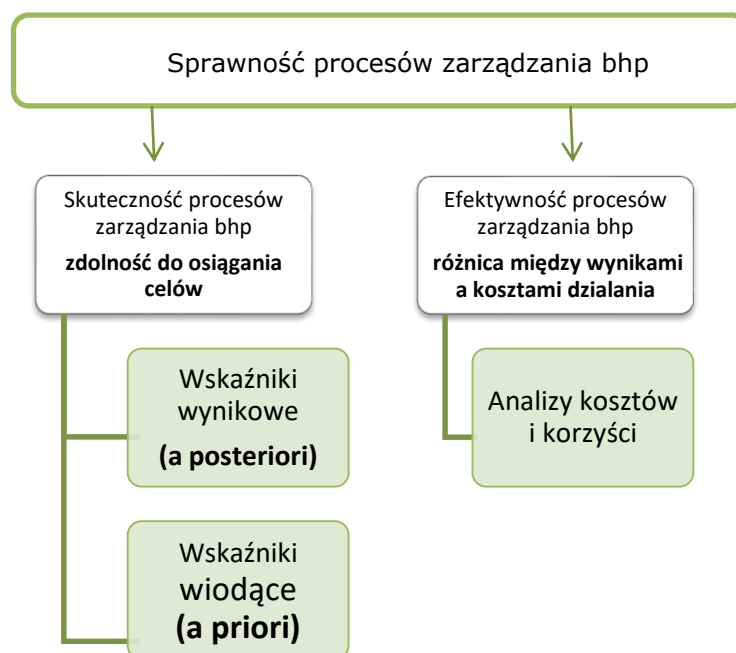 Sprawność procesów zarządzania bhp
Skuteczność procesów
zarządzania bhp
zdolność do osiągania
celów
Efektywność procesów
zarządzania bhp
różnica między wynikami
a kosztami dzialania
Wskaźniki
wynikowe
(a posteriori)
Analizy kosztów
i korzyści
Wskaźniki
wiodące
(a priori)